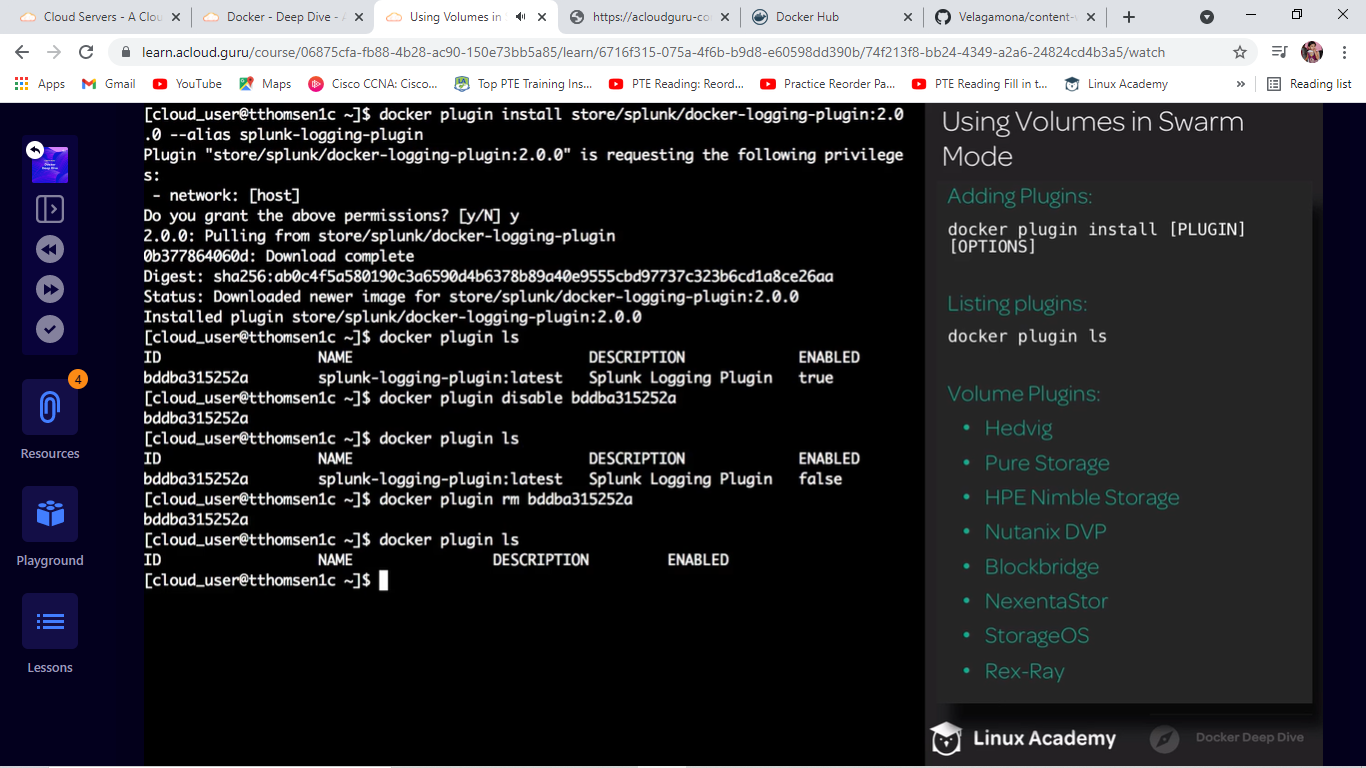 Cloud Servers - A Clou
Docker - Deep Dive - A
Using Volumes in S
https://acloudguru-co
Docker Hub
Velagamona/content-
learn.acloud.guru/course/06875cfa-fb88-4b28-ac90-150e73bb5a85/learn/6716f315-075a-4f6b-b9d8-e60598dd390b/74f213f8-bb24-4349-a2a6-24824cd4b3a5/watch
Apps
Gmail
YouTube
Maps
Cisco CCNA: Cisco...
Top PTE Training Ins...
PTE Reading: Reord...
Practice Reorder Pa...
PTE Reading Fill in t...
Linux Academy
»
Reading list
4
Resources
Playground
Lessons
[cloud_user@tthomsen1c ~]$ docker plugin install store/splunk/docker-logging-plugin:2.0
.0 --alias splunk-logging-plugin
Plugin "store/splunk/docker-logging-plugin:2.0.0" is requesting the following privilege
s:
- network: [host]
Do you grant the above permissions? [y/N] y
2.0.0: Pulling from store/splunk/docker-logging-plugin
0b377864060d: Download complete
Digest: sha256:ab0c4f5a580190c3a6590d4b6378b89a40e9555cbd97737c323b6cd1a8ce26aa
Status: Downloaded newer image for store/splunk/docker-logging-plugin:2.0.0
Installed plugin store/splunk/docker-logging-plugin:2.0.0
[cloud_user@tthomsen1c ~]$ docker plugin ls
ID NAME DESCRIPTION ENABLED
bddba315252a splunk-logging-plugin:latest Splunk Logging Plugin true
[cloud_user@tthomsen1c ~]$ docker plugin disable bddba315252a
bddba315252a
[cloud_user@tthomsen1c ~]$ docker plugin ls
ID NAME DESCRIPTION ENABLED
bddba315252a splunk-logging-plugin:latest Splunk Logging Plugin false
[cloud_user@tthomsen1c ~]$ docker plugin rm bddba315252a
bddba315252a
[cloud_user@tthomsen1c ~]$ docker plugin ls
ID NAME DESCRIPTION ENABLED
[cloud_user@tthomsen1c ~]$
Using Volumes in Swarm
Mode
Adding Plugins:
docker plugin install [PLUGIN]
[OPTIONS]
Listing plugins:
docker plugin ls
Volume Plugins:
• Hedvig
• Pure Storage
• HPE Nimble Storage
• Nutanix DVP
• Blockbridge
• NexentaStor
• StorageOS
• Rex-Ray
Linux Academy
Docker Deep Dive